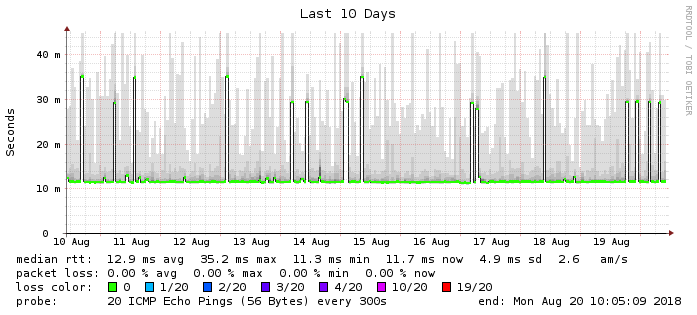 Last 10 Days
RRDTOOL / TOBI OETIKER
Seconds
40 m
30 m
20 m
10 m
0
10 Aug 11 Aug 12 Aug 13 Aug 14 Aug 15 Aug 16 Aug 17 Aug 18 Aug 19 Aug
median rtt: 12.9 ms avg 35.2 ms max 11.3 ms min 11.7 ms now 4.9 ms sd 2.6 am/s
packet loss: 0.00 % avg 0.00 % max 0.00 % min 0.00 % now
loss color: 0 1/20 2/20 3/20 4/20 10/20 19/20
probe: 20 ICMP Echo Pings (56 Bytes) every 300s end: Mon Aug 20 10:05:09 2018